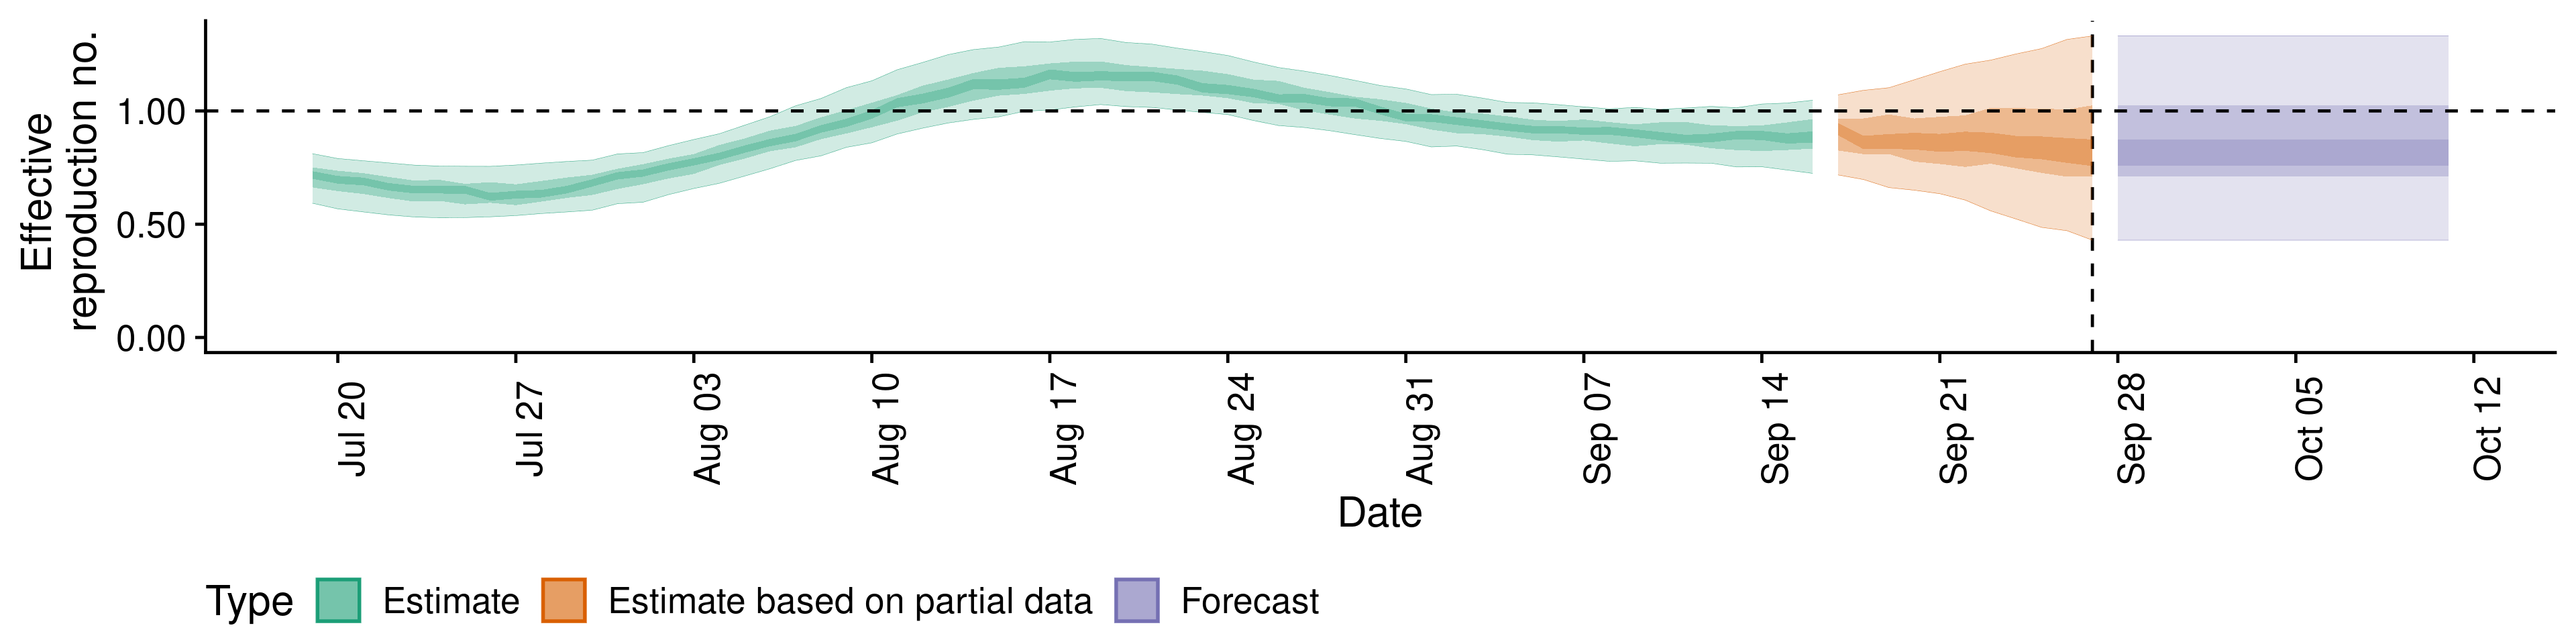 Effective
reproduction no.
1.00
0.50
0.00
Jul 20
Jul 27
Aug 03
Aug 10
Aug 17
Aug 24
Aug 31
Sep 07
Sep 14
Sep 21
Sep 28
Oct 05
Oct 12
Date
Type Estimate Estimate based on partial data Forecast